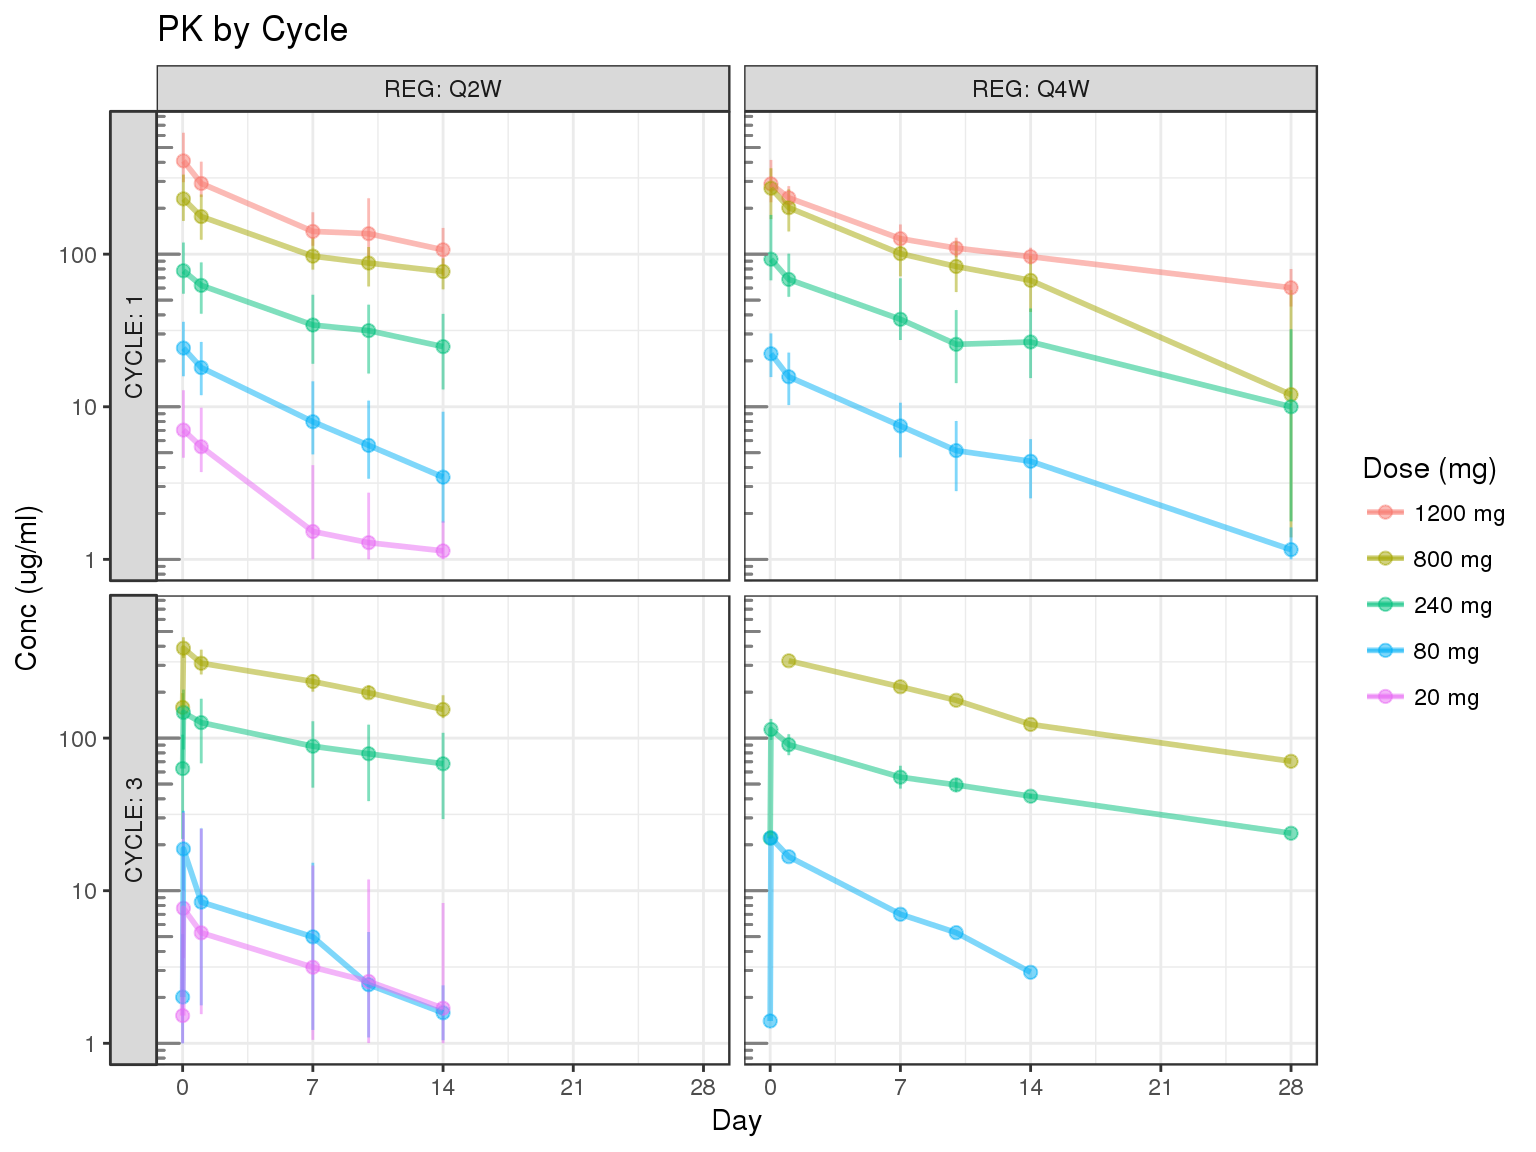 PK by Cycle
REG: Q2W
REG: Q4W
CYCLE: 1
100
10
1
CYCLE: 3
100
10
1
Conc (ug/ml)
0 7 14 21 28
0 7 14 21 28
Day
Dose (mg)
1200 mg
800 mg
240 mg
80 mg
20 mg